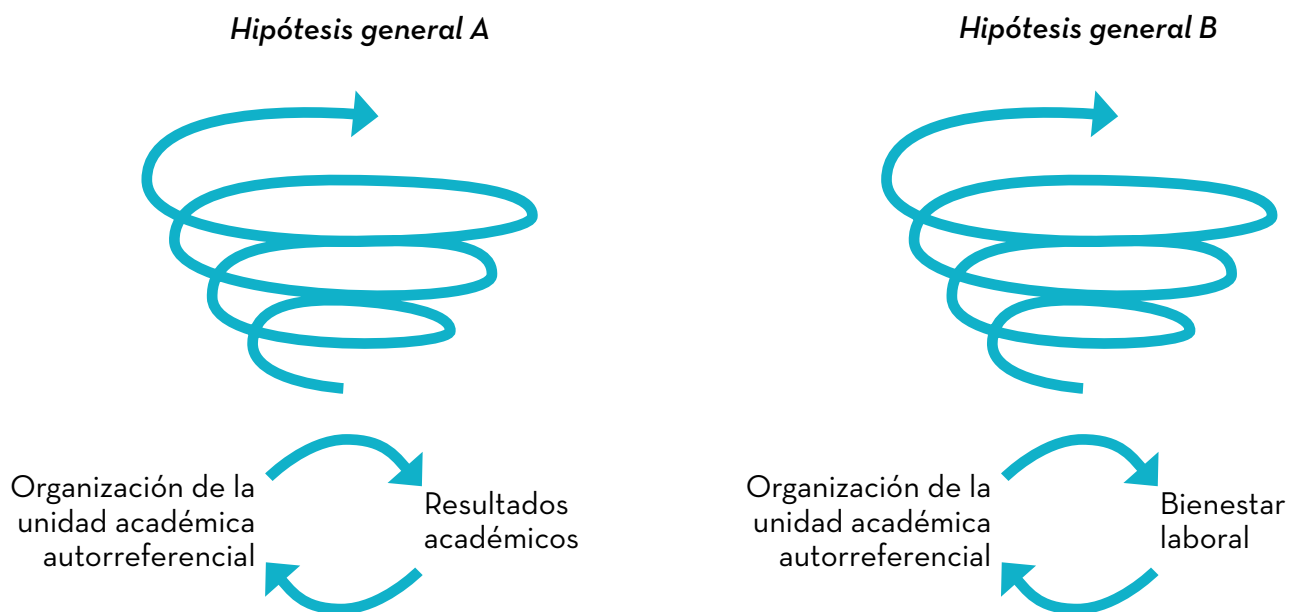 Hipótesis general A
Organización de la
unidad académica
autorreferencial
Resultados
académicos
Hipótesis general B
Organización de la
unidad académica
autorreferencial
Bienestar
laboral